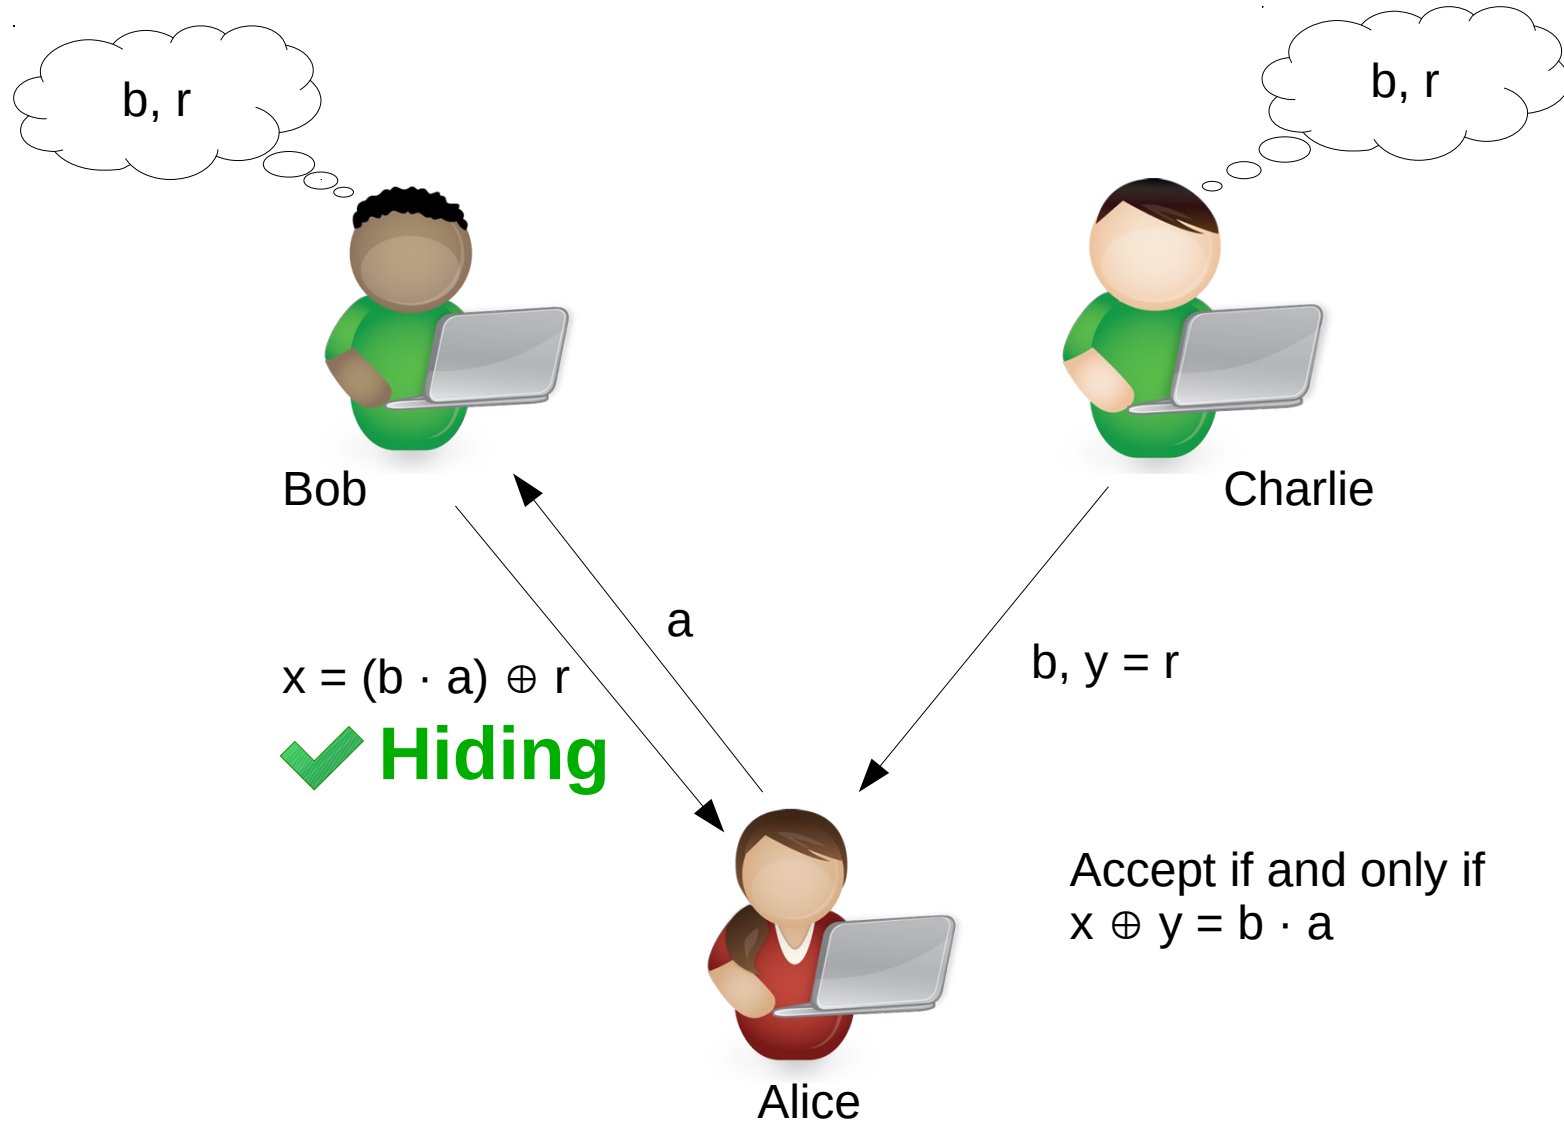 b, r
b, r
Bob
Charlie
a
x = (b · a) ⊕ r
b, y = r
Hiding
Accept if and only if
x ⊕ y = b · a
Alice